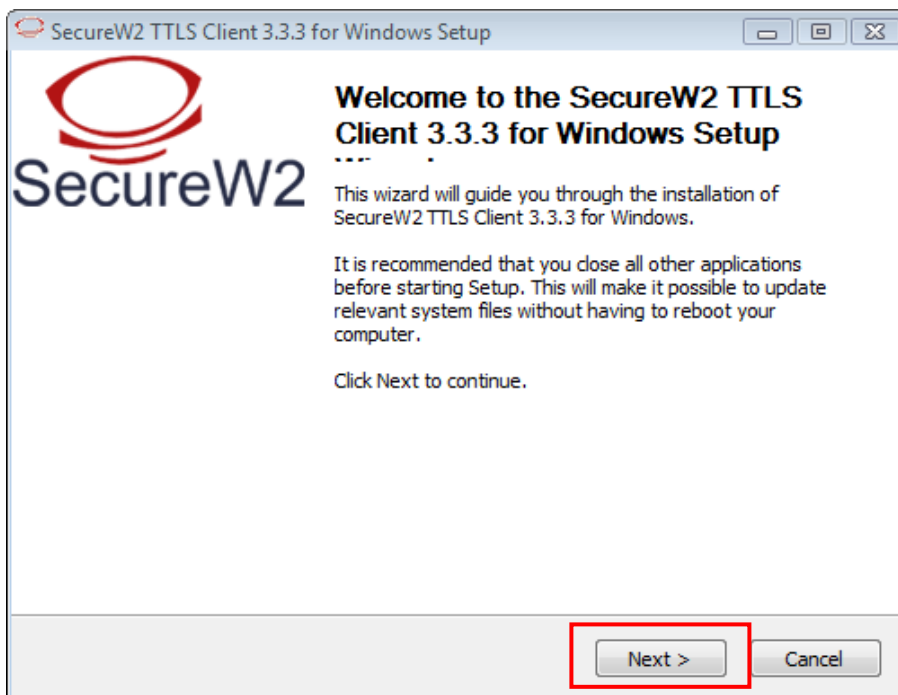 SecureW2 TTLS Client 3.3.3 for Windows Setup
SecureW2
Welcome to the SecureW2 TTLS
Client 3.3.3 for Windows Setup
This wizard will guide you through the installation of
SecureW2 TTLS Client 3.3.3 for Windows.
It is recommended that you close all other applications
before starting Setup. This will make it possible to update
relevant system files without having to reboot your
computer.
Click Next to continue.
Next >
Cancel